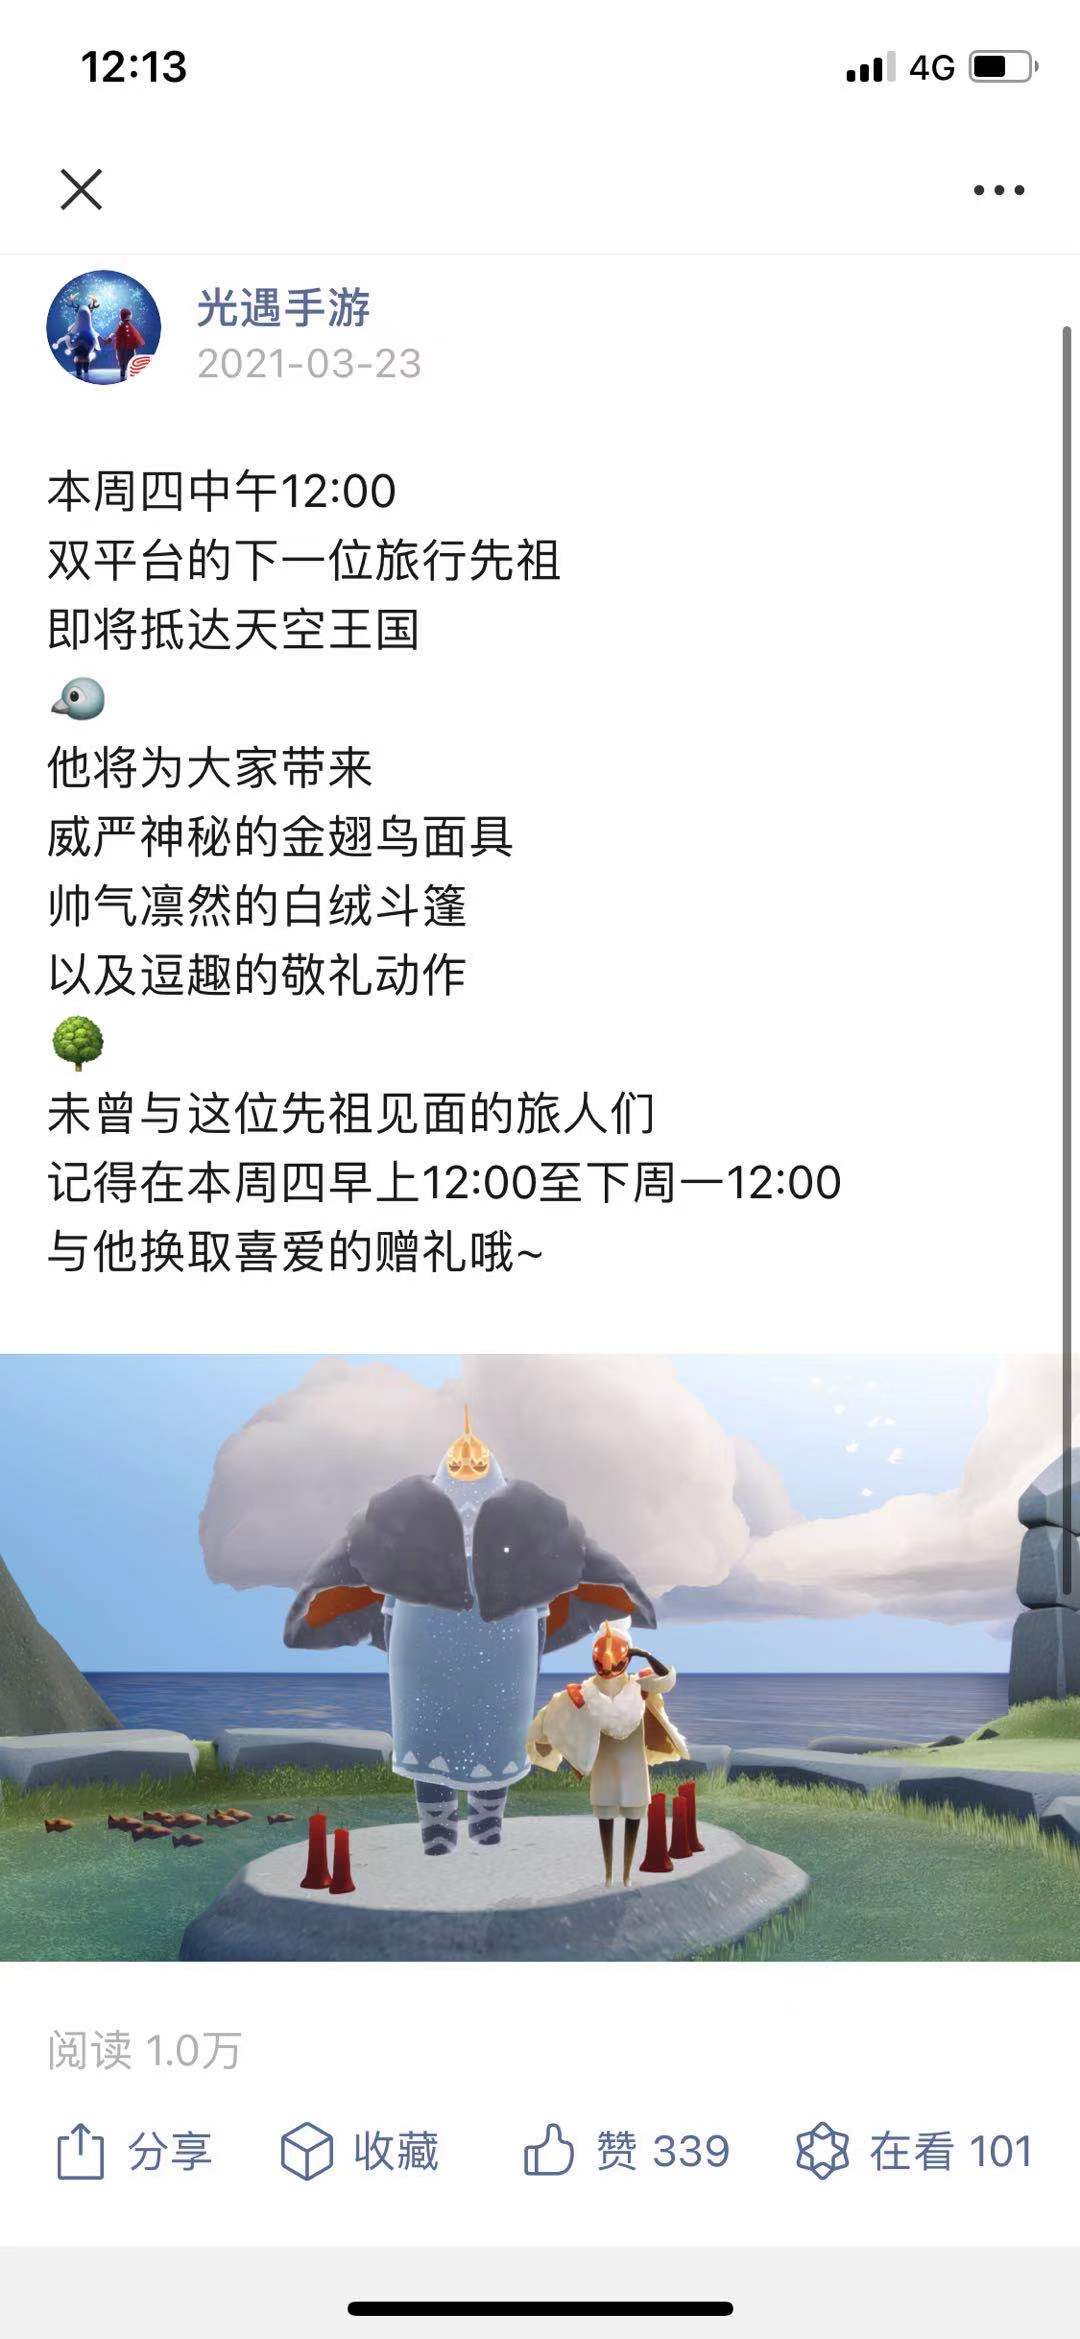 12:13
4G
光遇手游
2021-03-23
本周四中午12:00
双平台的下一位旅行先祖
即将抵达天空王国
他将为大家带来
威严神秘的金翅鸟面具
帅气凛然的白绒斗篷
以及逗趣的敬礼动作
未曾与这位先祖见面的旅人们
记得在本周四早上12:00至下周一12:00
与他换取喜爱的赠礼哦~
阅读 1.0万
分享 收藏 赞 339 在看 101